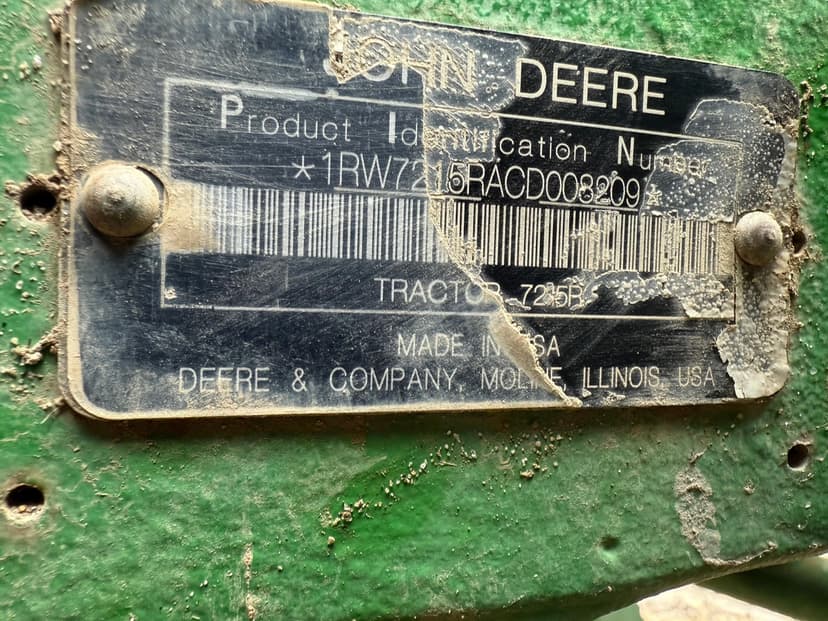 JOHN DEERE
Product Identification Number
*1RW7215RACD008209*
TRACTOR 7215R
MADE IN USA
DEERE & COMPANY, MOLINE, ILLINOIS, USA